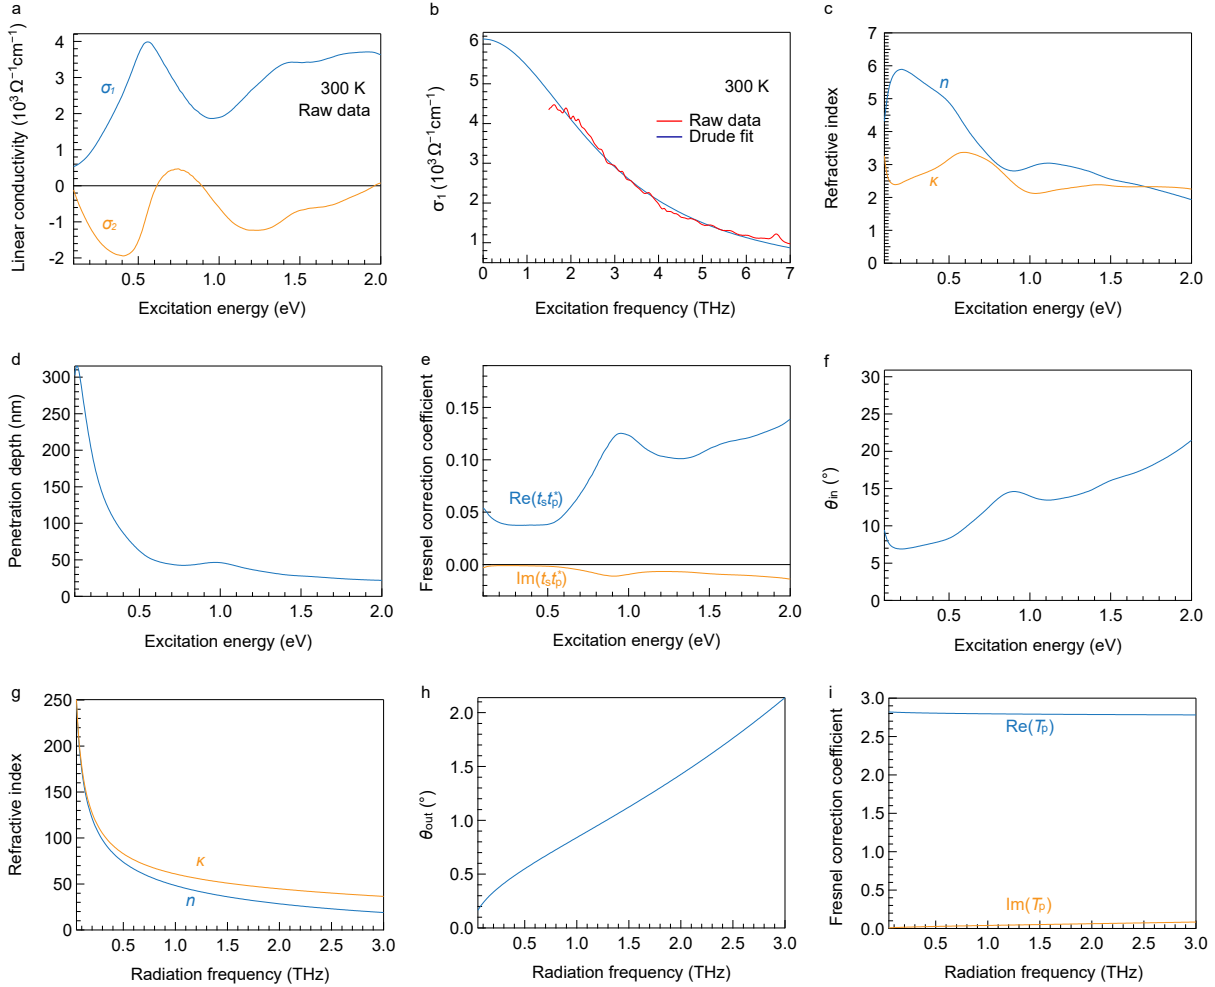 a
Linear conductivity (10³ Ω⁻¹cm⁻¹)
4
3
2
1
0
-1
-2
σ₁
σ₂
300 K
Raw data
0.5
1.0
1.5
2.0
Excitation energy (eV)
b
σ₁ (10³ Ω⁻¹cm⁻¹)
6
5
4
3
2
1
300 K
Raw data
Drude fit
0
1
2
3
4
5
6
7
Excitation frequency (THz)
c
Refractive index
7
6
5
4
3
2
1
0
n
κ
0.5
1.0
1.5
2.0
Excitation energy (eV)
d
Penetration depth (nm)
300
250
200
150
100
50
0
0.5
1.0
1.5
2.0
Excitation energy (eV)
e
Fresnel correction coefficient
0.15
0.10
0.05
0.00
Re(tₛtₚ*)
Im(tₛtₚ*)
0.5
1.0
1.5
2.0
Excitation energy (eV)
f
θin (°)
30
25
20
15
10
5
0
0.5
1.0
1.5
2.0
Excitation energy (eV)
g
Refractive index
250
200
150
100
50
0
κ
n
0.5
1.0
1.5
2.0
2.5
3.0
Radiation frequency (THz)
h
θout (°)
2.0
1.5
1.0
0.5
0.0
0.5
1.0
1.5
2.0
2.5
3.0
Radiation frequency (THz)
i
Fresnel correction coefficient
3.0
2.5
2.0
1.5
1.0
0.5
0.0
Re(Tₚ)
Im(Tₚ)
0.5
1.0
1.5
2.0
2.5
3.0
Radiation frequency (THz)